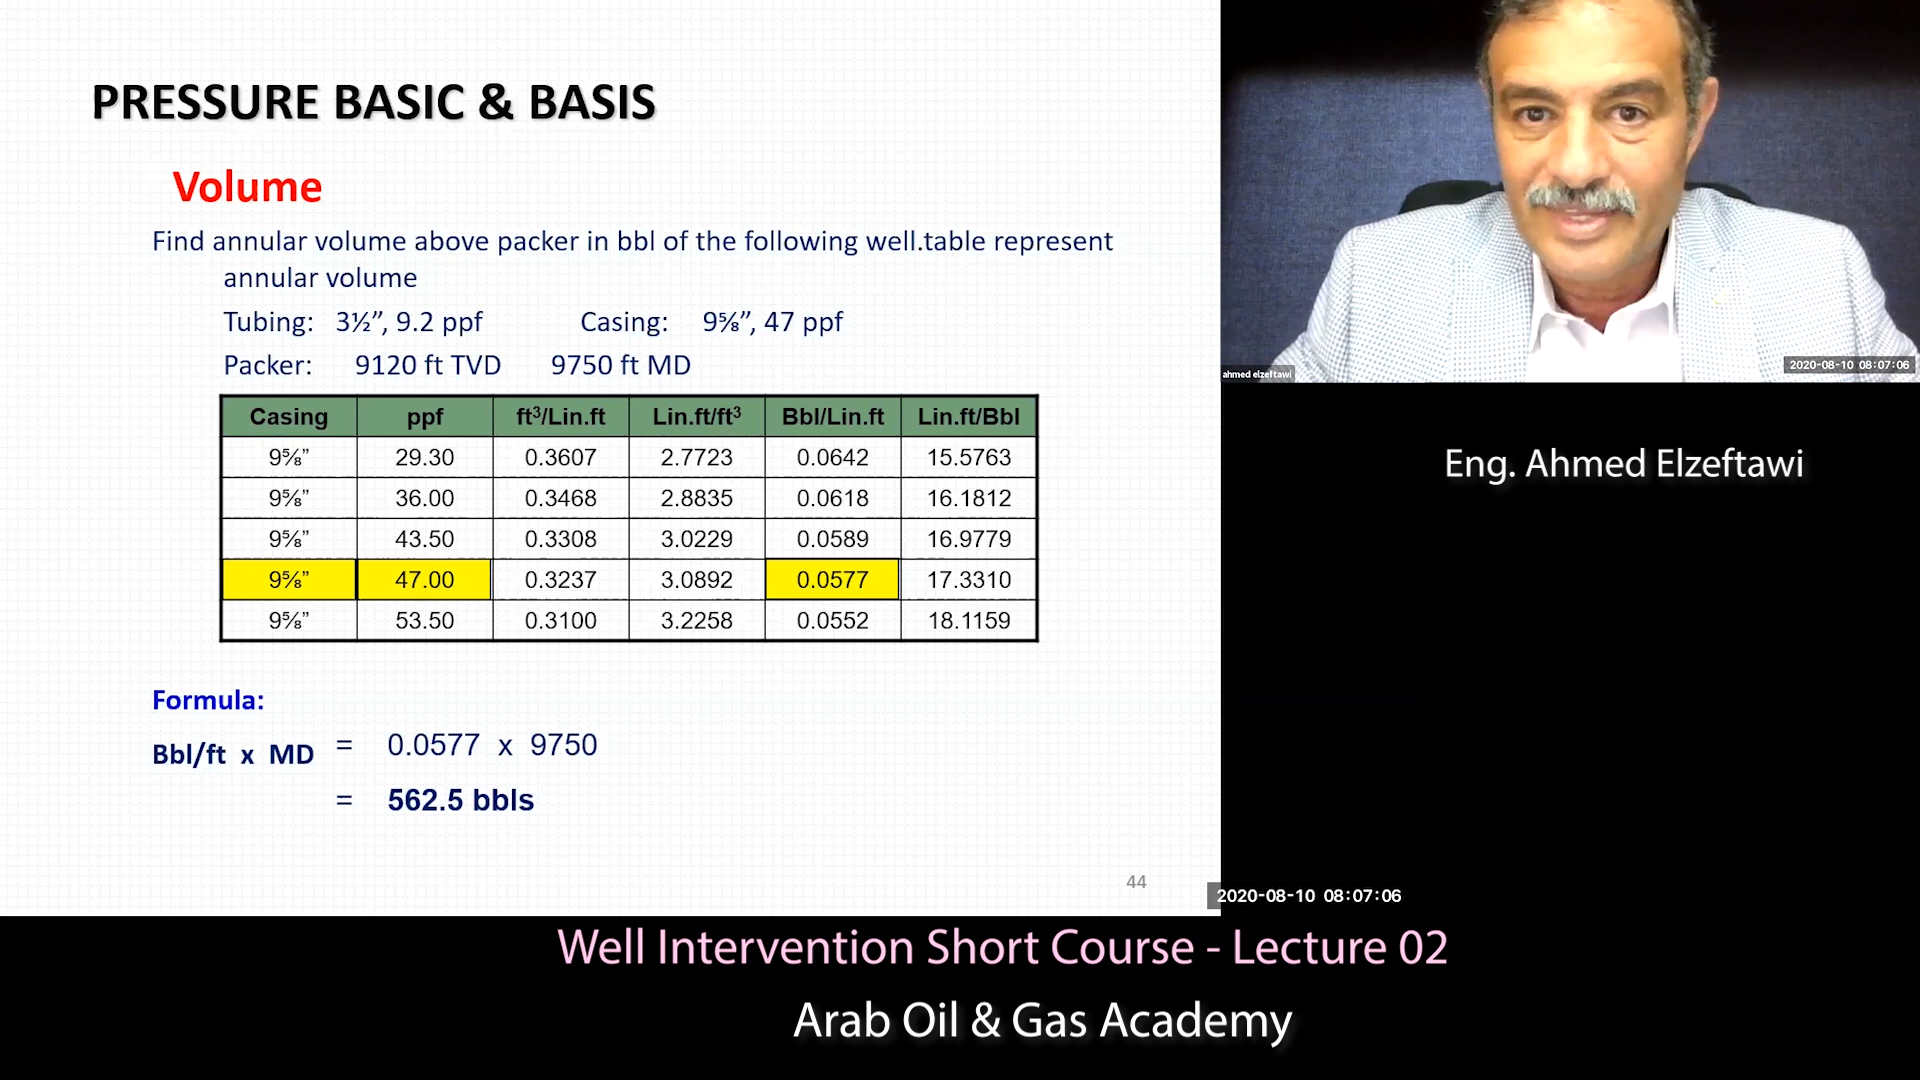 PRESSURE BASIC & BASIS
Volume
Find annular volume above packer in bbl of the following well.table represent
annular volume
Tubing: 3½”, 9.2 ppf Casing: 9⅝”, 47 ppf
Packer: 9120 ft TVD 9750 ft MD
Casing ppf ft³/Lin.ft Lin.ft/ft³ Bbl/Lin.ft Lin.ft/Bbl
9⅝” 29.30 0.3607 2.7723 0.0642 15.5763
9⅝” 36.00 0.3468 2.8835 0.0618 16.1812
9⅝” 43.50 0.3308 3.0229 0.0589 16.9779
9⅝” 47.00 0.3237 3.0892 0.0577 17.3310
9⅝” 53.50 0.3100 3.2258 0.0552 18.1159
Formula:
Bbl/ft x MD = 0.0577 x 9750
= 562.5 bbls
44
ahmed elzeftawi
2020-08-10 08:07:06
Eng. Ahmed Elzeftawi
2020-08-10 08:07:06
Well Intervention Short Course - Lecture 02
Arab Oil & Gas Academy